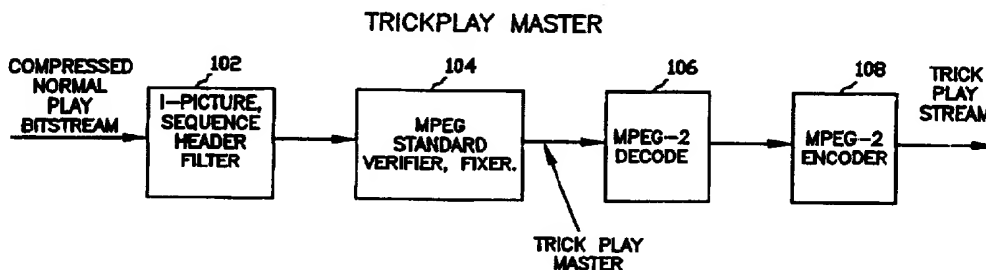 TRICKPLAY MASTER
COMPRESSED
NORMAL
PLAY
BITSTREAM
102
I-PICTURE,
SEQUENCE
HEADER
FILTER
104
MPEG
STANDARD
VERIFIER, FIXER.
TRICK PLAY
MASTER
106
MPEG-2
DECODE
108
MPEG-2
ENCODER
TRICK
PLAY
STREAM